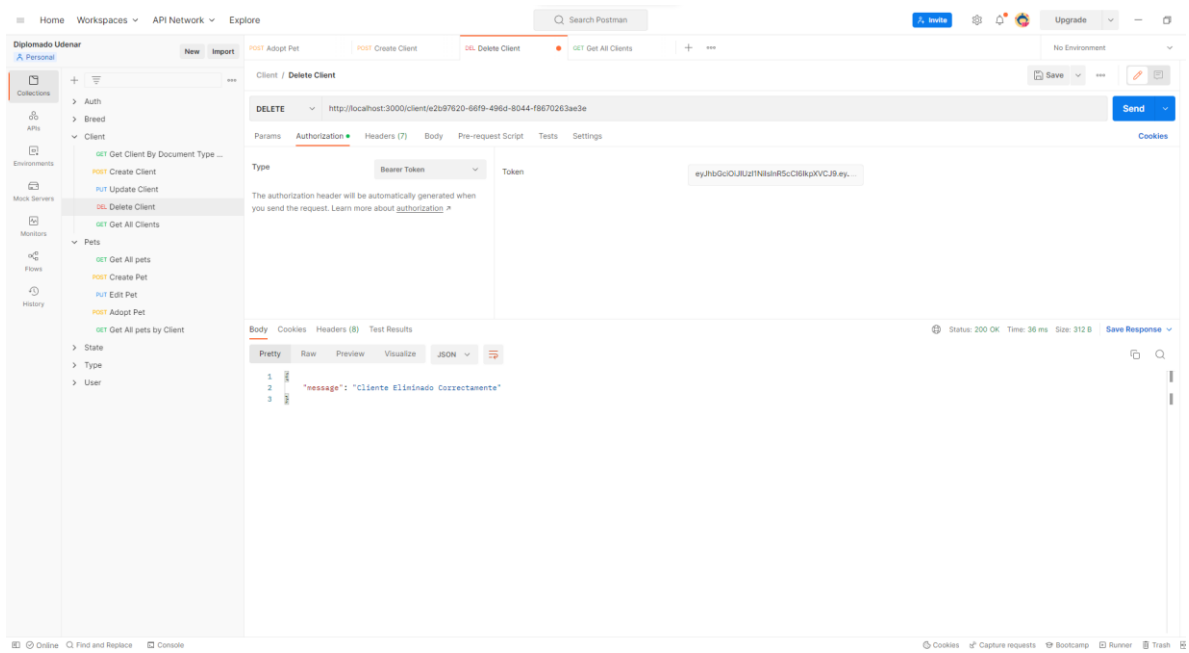 Home Workspaces API Network Explore Search Postman Invite Upgrade
Diplomado Udenar
Personal
New Import
POST Adopt Pet POST Create Client DEL Delete Client GET Get All Clients + No Environment
Collections
APIs
Environments
Mock Servers
Monitors
Flows
History
Auth
Breed
Client
GET Get Client By Document Type ...
POST Create Client
PUT Update Client
DEL Delete Client
GET Get All Clients
Pets
GET Get All pets
POST Create Pet
PUT Edit Pet
POST Adopt Pet
GET Get All pets by Client
State
Type
User
Client / Delete Client Save
DELETE http://localhost:3000/client/e2b97620-66f9-496d-8044-f8670263ae3e Send
Params Authorization Headers (7) Body Pre-request Script Tests Settings Cookies
Type Bearer Token Token
The authorization header will be automatically generated when
you send the request. Learn more about authorization ↗
Body Cookies Headers (8) Test Results Status: 200 OK Time: 36 ms Size: 312 B Save Response
Pretty Raw Preview Visualize JSON
1 {
2 "message": "Cliente Eliminado Correctamente"
3 }
Online Find and Replace Console Cookies Capture requests Bootcamp Runner Trash